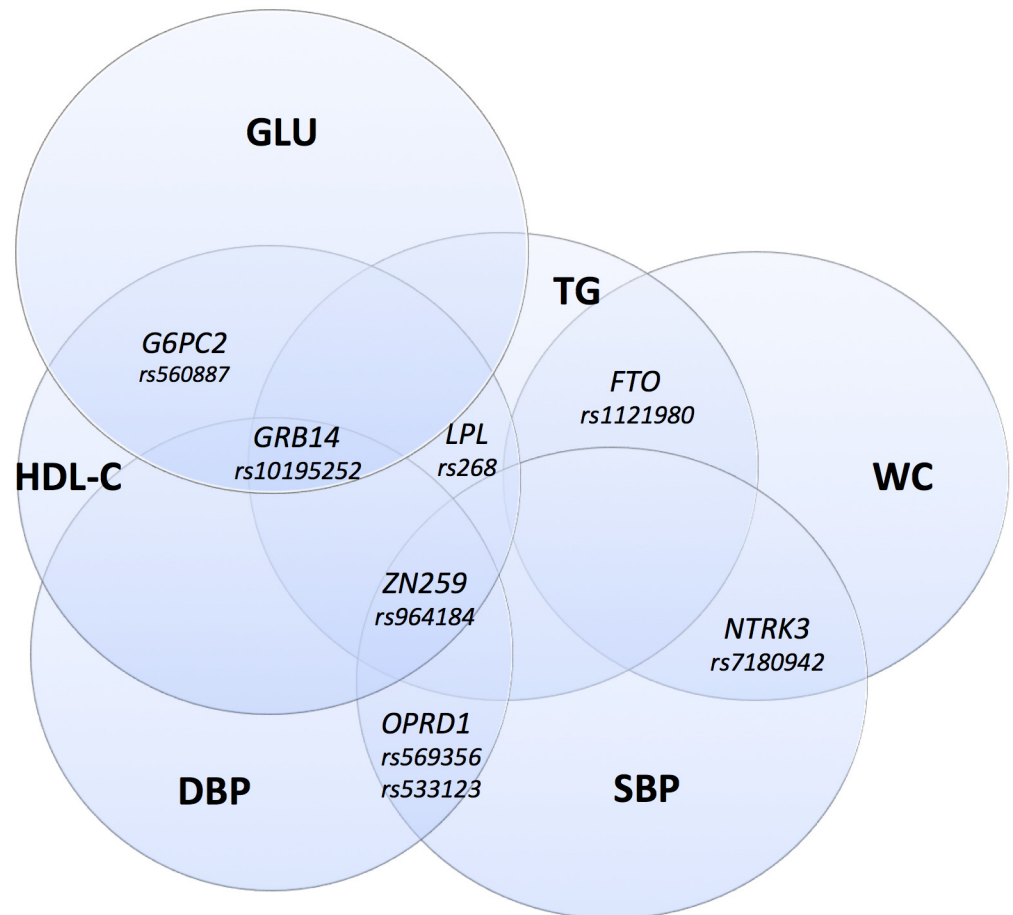 GLU
TG
G6PC2
rs560887
FTO
rs1121980
GRB14
rs10195252
LPL
rs268
HDL-C
WC
ZN259
rs964184
NTRK3
rs7180942
OPRD1
rs569356
rs533123
DBP
SBP